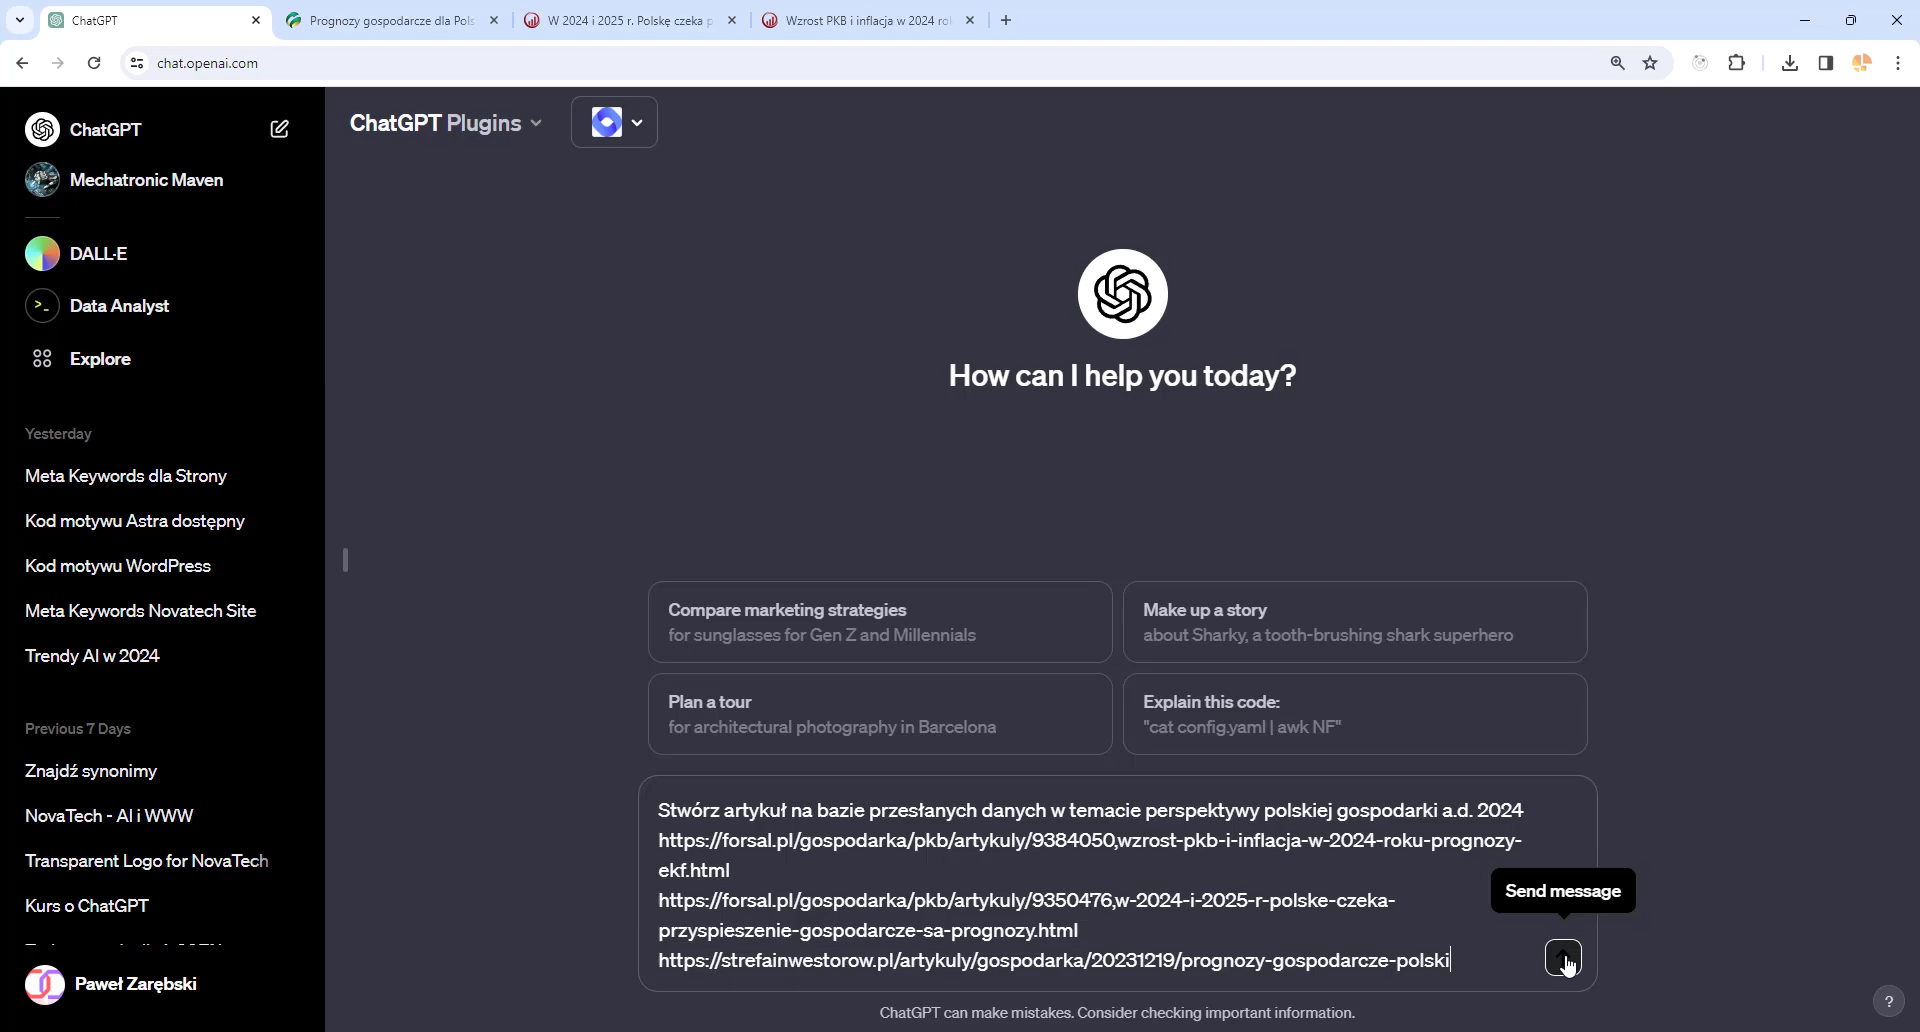 ChatGPT
Prognozy gospodarcze dla Pols
W 2024 i 2025 r. Polskę czeka p
Wzrost PKB i inflacja w 2024 ro
chat.openai.com
ChatGPT
Mechatronic Maven
DALL·E
Data Analyst
Explore
Yesterday
Meta Keywords dla Strony
Kod motywu Astra dostępny
Kod motywu WordPress
Meta Keywords Novatech Site
Trendy AI w 2024
Previous 7 Days
Znajdź synonimy
NovaTech - AI i WWW
Transparent Logo for NovaTech
Kurs o ChatGPT
Paweł Zarębski
ChatGPT Plugins
How can I help you today?
Compare marketing strategies
for sunglasses for Gen Z and Millennials
Make up a story
about Sharky, a tooth-brushing shark superhero
Plan a tour
for architectural photography in Barcelona
Explain this code:
"cat config.yaml | awk NF"
Stwórz artykuł na bazie przesłanych danych w temacie perspektywy polskiej gospodarki a.d. 2024
https://forsal.pl/gospodarka/pkb/artykuly/9384050,wzrost-pkb-i-inflacja-w-2024-roku-prognozy-
ekf.html
https://forsal.pl/gospodarka/pkb/artykuly/9350476,w-2024-i-2025-r-polske-czeka-
przyspieszenie-gospodarcze-sa-prognozy.html
https://strefainwestorow.pl/artykuly/gospodarka/20231219/prognozy-gospodarcze-polski
Send message
ChatGPT can make mistakes. Consider checking important information.
?